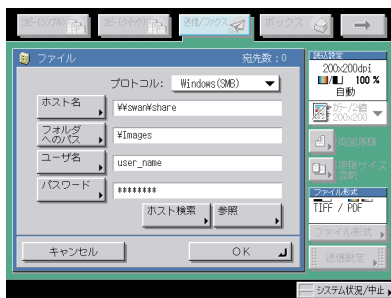 コピー(シンプル)
コピー(クイック)
送信/ファクス
ボックス
ファイル
宛先数：0
プロトコル：
Windows(SMB)
ホスト名
¥¥swan¥share
フォルダ
へのパス
¥Images
ユーザ名
user_name
パスワード
********
ホスト検索
参照
キャンセル
OK
読込設定
200x200dpi
100 %
自動
カラー/2値
200x200
両面原稿
原稿サイズ
混載
ファイル形式
TIFF / PDF
ファイル形式
送信設定
システム状況/中止